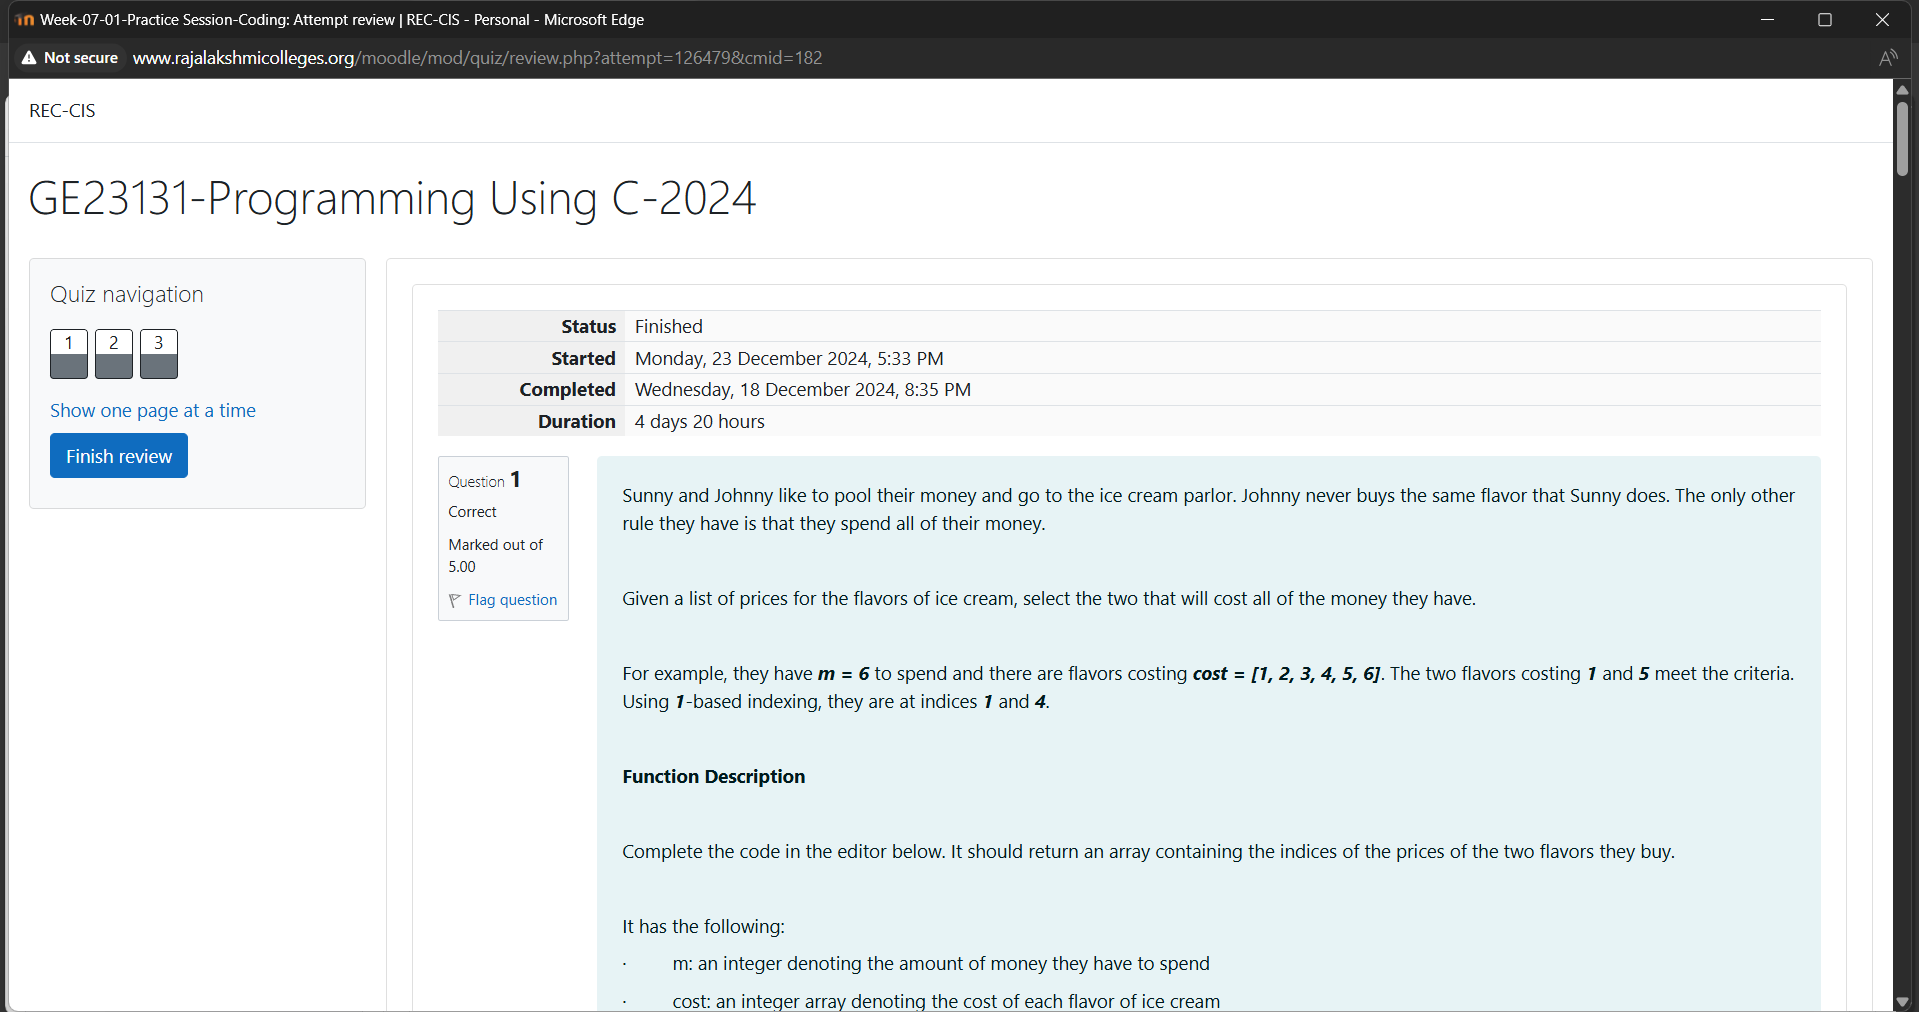 Week-07-01-Practice Session-Coding: Attempt review | REC-CIS - Personal - Microsoft Edge
Not secure www.rajalakshmicolleges.org/moodle/mod/quiz/review.php?attempt=126479&cmid=182
REC-CIS
GE23131-Programming Using C-2024
Quiz navigation
1 2 3
Show one page at a time
Finish review
Status Finished
Started Monday, 23 December 2024, 5:33 PM
Completed Wednesday, 18 December 2024, 8:35 PM
Duration 4 days 20 hours
Question 1
Correct
Marked out of
5.00
Flag question
Sunny and Johnny like to pool their money and go to the ice cream parlor. Johnny never buys the same flavor that Sunny does. The only other
rule they have is that they spend all of their money.
Given a list of prices for the flavors of ice cream, select the two that will cost all of the money they have.
For example, they have m = 6 to spend and there are flavors costing cost = [1, 2, 3, 4, 5, 6]. The two flavors costing 1 and 5 meet the criteria.
Using 1-based indexing, they are at indices 1 and 4.
Function Description
Complete the code in the editor below. It should return an array containing the indices of the prices of the two flavors they buy.
It has the following:
· m: an integer denoting the amount of money they have to spend
· cost: an integer array denoting the cost of each flavor of ice cream